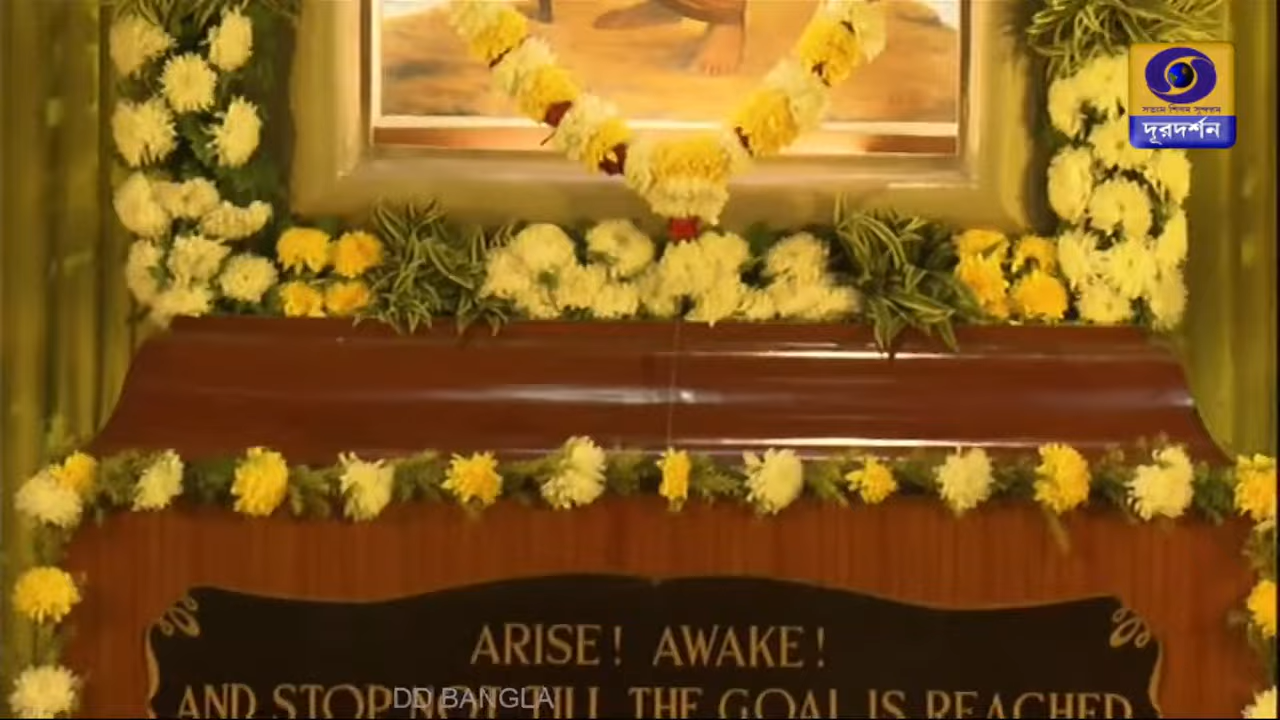 সত্যম শিবম সুন্দরম
দূরদর্শন
ARISE! AWAKE!
AND STOP NOT TILL THE GOAL IS REACHED
DD BANGLA